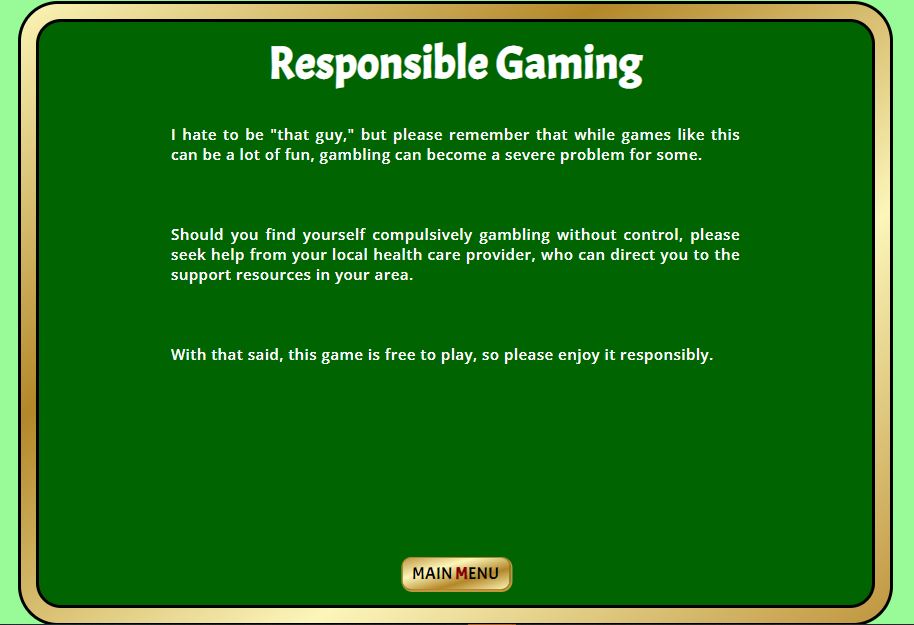 Responsible Gaming
I hate to be "that guy," but please remember that while games like this
can be a lot of fun, gambling can become a severe problem for some.
Should you find yourself compulsively gambling without control, please
seek help from your local health care provider, who can direct you to the
support resources in your area.
With that said, this game is free to play, so please enjoy it responsibly.
MAIN MENU